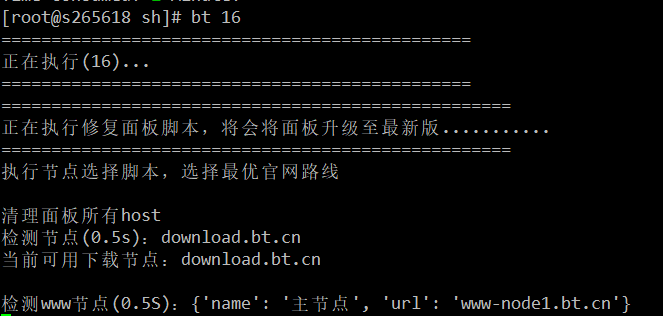 [root@s265618 sh]# bt 16
===============================================
正在执行(16)...
===============================================
===================================================
正在执行修复面板脚本，将会将面板升级至最新版...........
===================================================
执行节点选择脚本，选择最优官网路线
清理面板所有host
检测节点(0.5s)：download.bt.cn
当前可用下载节点：download.bt.cn
检测www节点(0.5S)：{'name': '主节点', 'url': 'www-node1.bt.cn'}